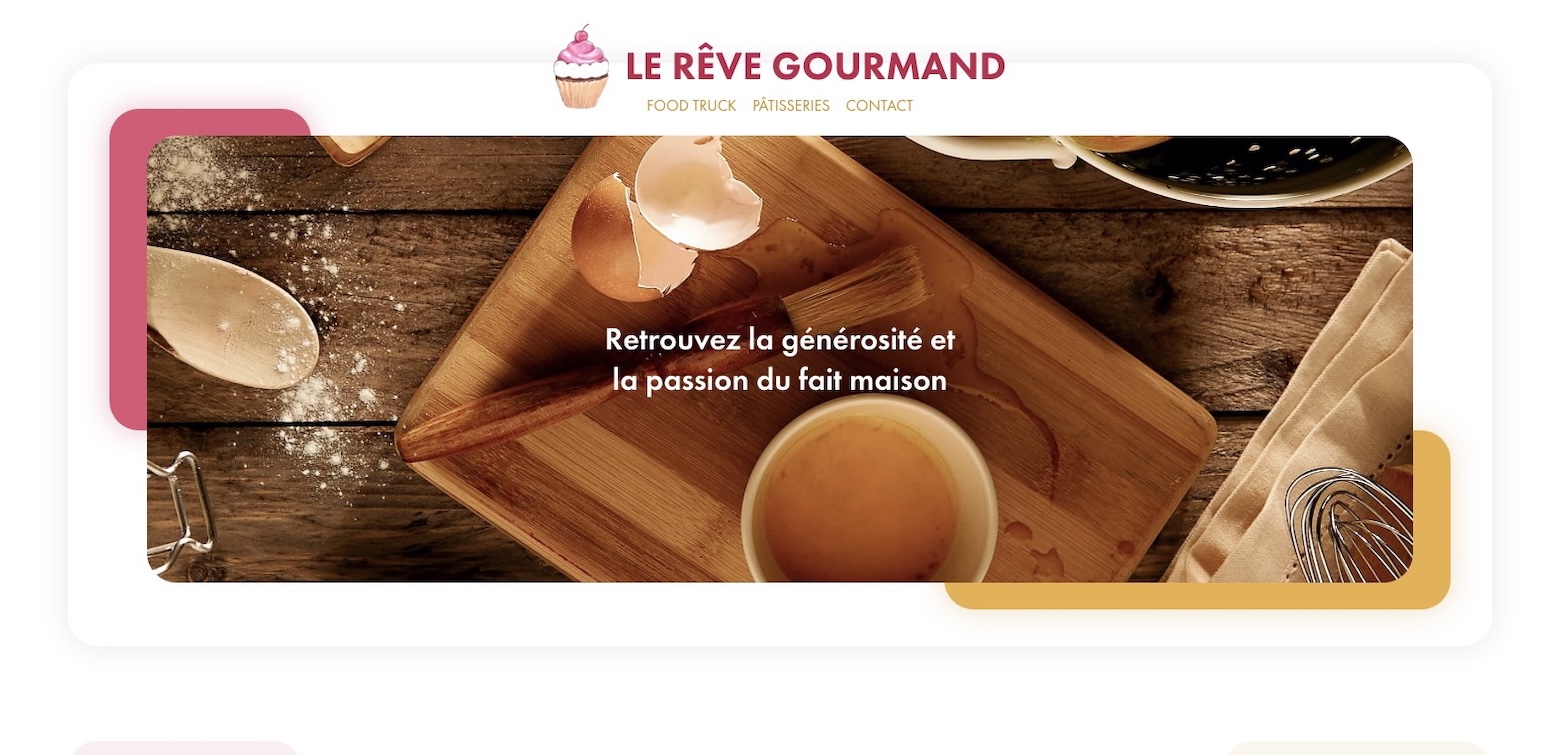 LE RÊVE GOURMAND
FOOD TRUCK PÂTISSERIES CONTACT
Retrouvez la générosité et
la passion du fait maison